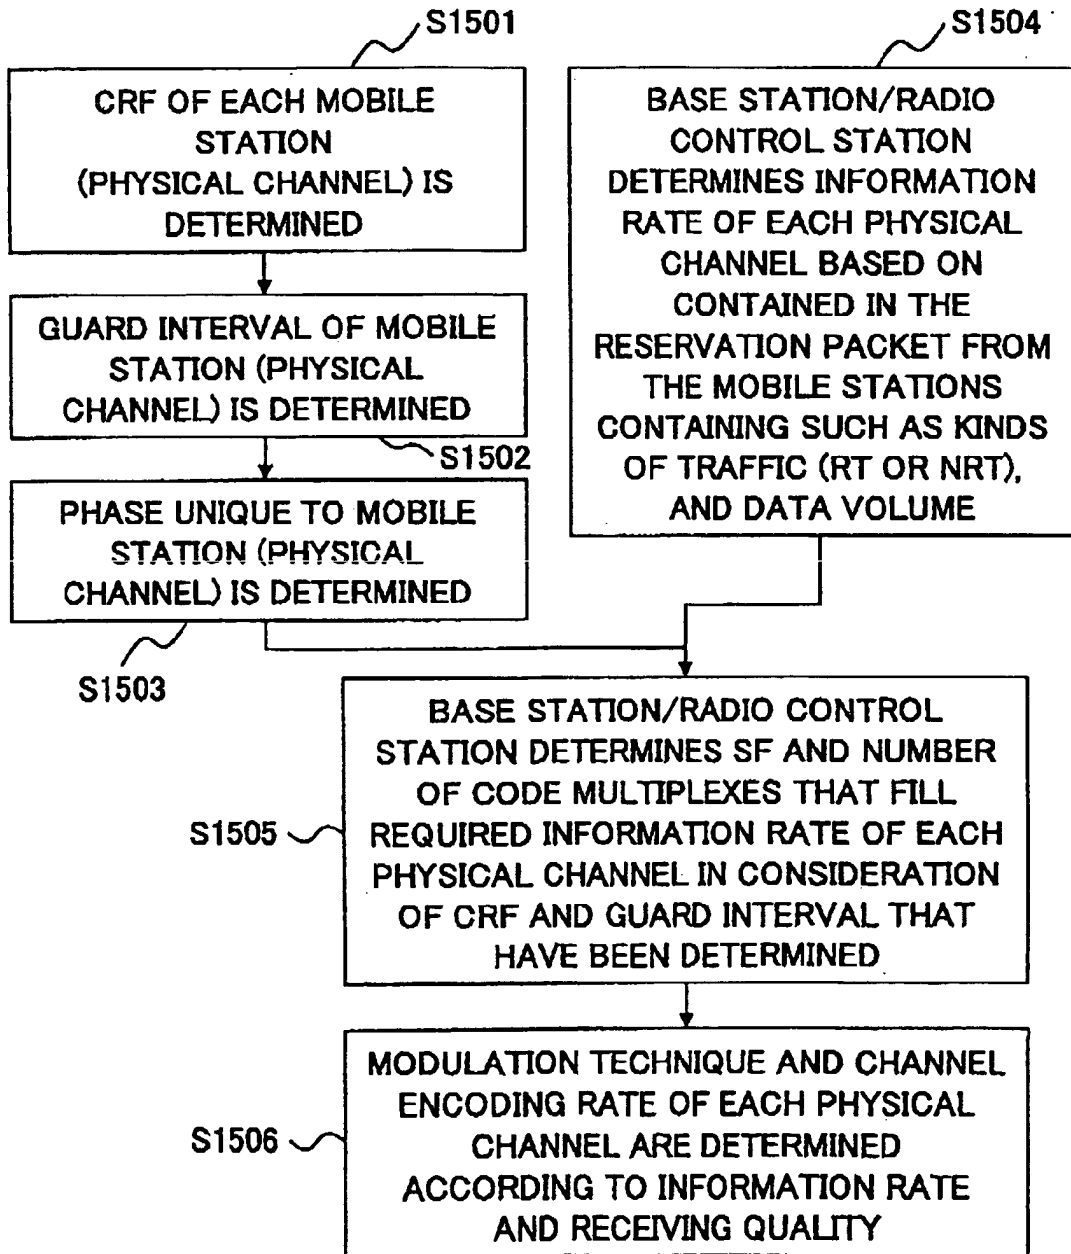 S1501
CRF OF EACH MOBILE
STATION
(PHYSICAL CHANNEL) IS
DETERMINED
GUARD INTERVAL OF MOBILE
STATION (PHYSICAL
CHANNEL) IS DETERMINED
S1502
PHASE UNIQUE TO MOBILE
STATION (PHYSICAL
CHANNEL) IS DETERMINED
S1503
S1504
BASE STATION/RADIO
CONTROL STATION
DETERMINES INFORMATION
RATE OF EACH PHYSICAL
CHANNEL BASED ON
CONTAINED IN THE
RESERVATION PACKET FROM
THE MOBILE STATIONS
CONTAINING SUCH AS KINDS
OF TRAFFIC (RT OR NRT),
AND DATA VOLUME
S1505
BASE STATION/RADIO CONTROL
STATION DETERMINES SF AND NUMBER
OF CODE MULTIPLEXES THAT FILL
REQUIRED INFORMATION RATE OF EACH
PHYSICAL CHANNEL IN CONSIDERATION
OF CRF AND GUARD INTERVAL THAT
HAVE BEEN DETERMINED
S1506
MODULATION TECHNIQUE AND CHANNEL
ENCODING RATE OF EACH PHYSICAL
CHANNEL ARE DETERMINED
ACCORDING TO INFORMATION RATE
AND RECEIVING QUALITY